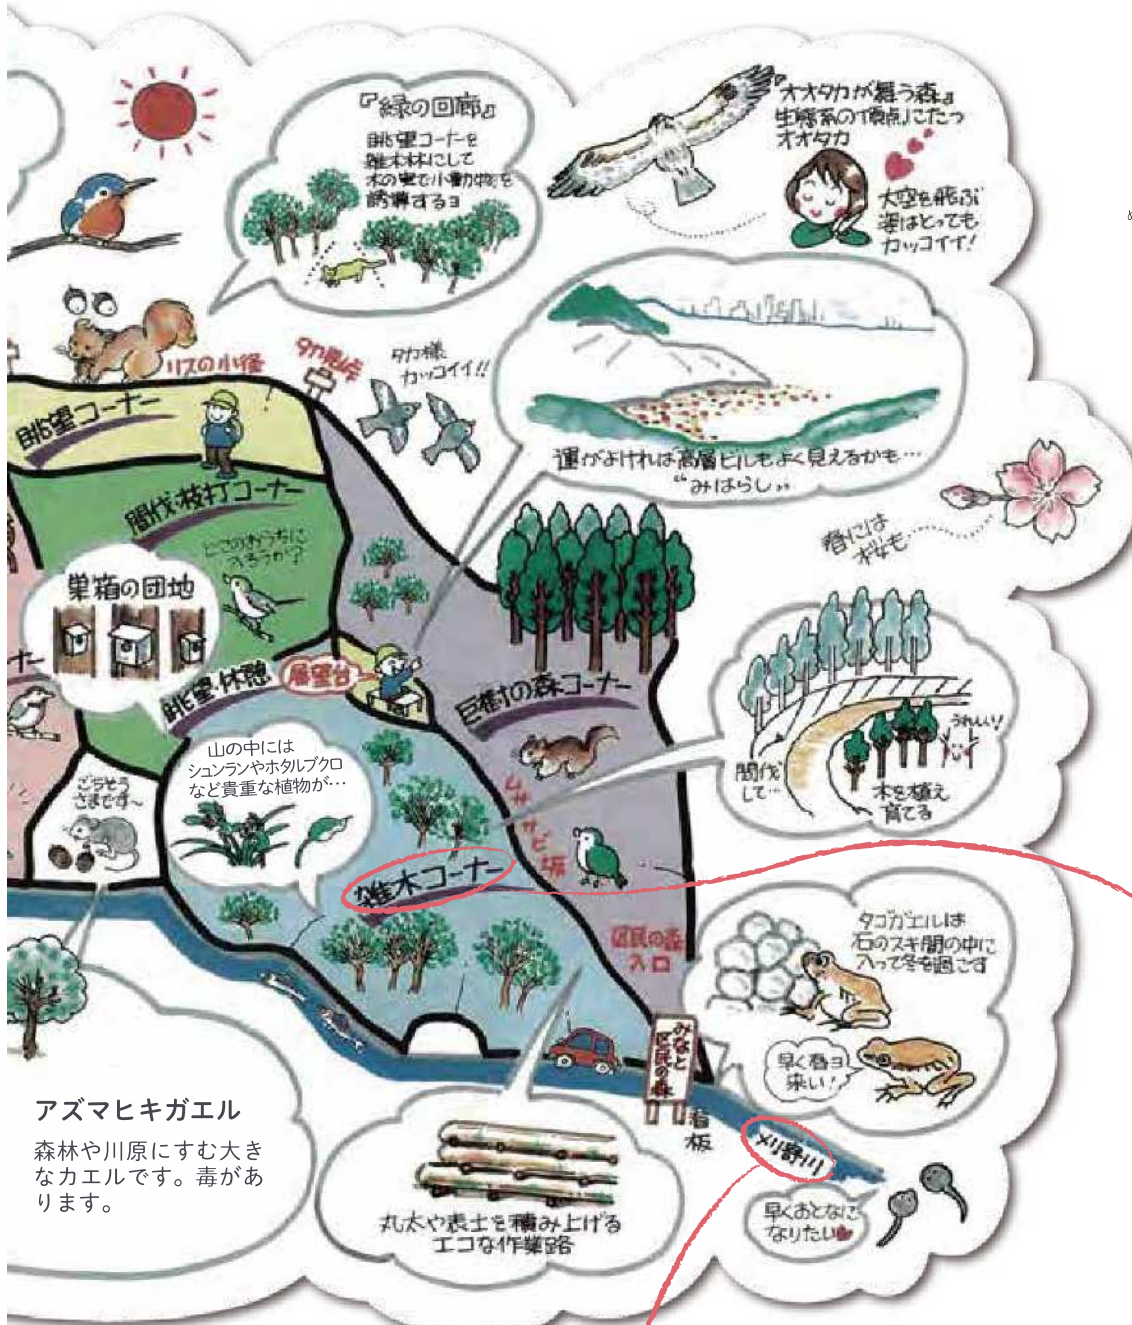 『緑の回廊』
眺望コーナーを
雑木林にして
木の実で小動物を
誘導するヨ
『オオタカが舞う森』
生態系の「頂点」にたつ
オオタカ
大空を飛ぶ
姿はとっても
カッコイイ!
リスの小径
タカ見峠
タカ様
カッコイイ!!
眺望コーナー
運がよければ高層ビルもよく見えるかも…
“みはらし”
間伐・枝打コーナー
どこのおうちに
入ろうか?
春には
桜も
巣箱の団地
眺望・休憩
展望台
巨樹の森コーナー
山の中には
シュンランやホタルブクロ
など貴重な植物が…
間伐
して…
うれしい!
木を植え
育てる
ごちそう
さまです~
ムササビ坂
雑木コーナー
区民の森
入口
タゴガエルは
石のスキ間の中に
入って冬を過ごす
早く春ヨ
来い!
みなと
区民の森
看板
アズマヒキガエル
森林や川原にすむ大き
なカエルです。毒があ
ります。
丸太や表土を積み上げる
エコな作業路
早くおとなに
なりたい